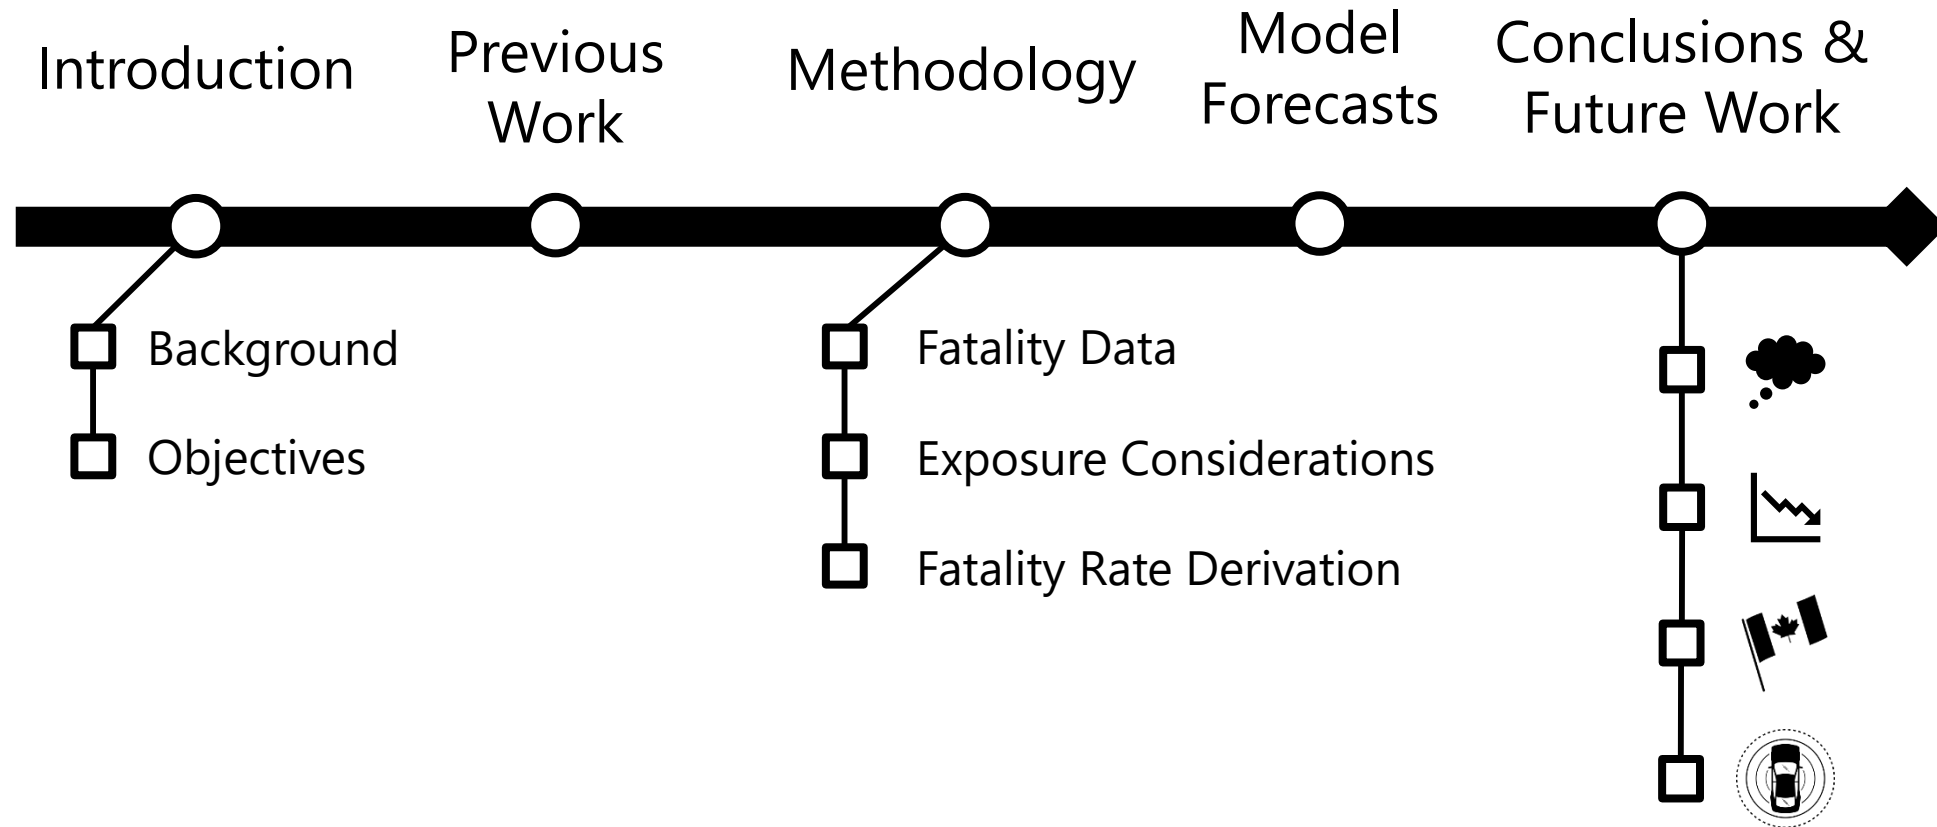 Introduction
Previous
Work
Methodology
Model
Forecasts
Conclusions &
Future Work
Background
Objectives
Fatality Data
Exposure Considerations
Fatality Rate Derivation